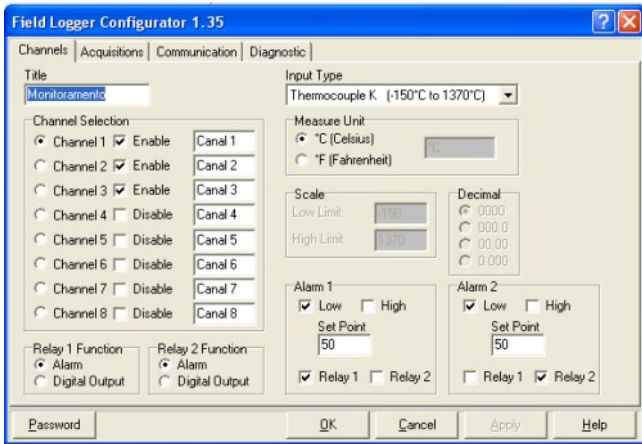 Field Logger Configurator 1.35
Channels Acquisitions Communication Diagnostic
Title
Monitoramento
Input Type
Thermocouple K (-150°C to 1370°C)
Channel Selection
Channel 1 Enable Canal 1
Channel 2 Enable Canal 2
Channel 3 Enable Canal 3
Channel 4 Disable Canal 4
Channel 5 Disable Canal 5
Channel 6 Disable Canal 6
Channel 7 Disable Canal 7
Channel 8 Disable Canal 8
Measure Unit
°C (Celsius)
°F (Fahrenheit)
°C
Scale
Low Limit -150
High Limit 1370
Decimal
0000
000.0
00.00
0.000
Alarm 1
Low High
Set Point
50
Relay 1 Relay 2
Alarm 2
Low High
Set Point
50
Relay 1 Relay 2
Relay 1 Function
Alarm
Digital Output
Relay 2 Function
Alarm
Digital Output
Password OK Cancel Apply Help